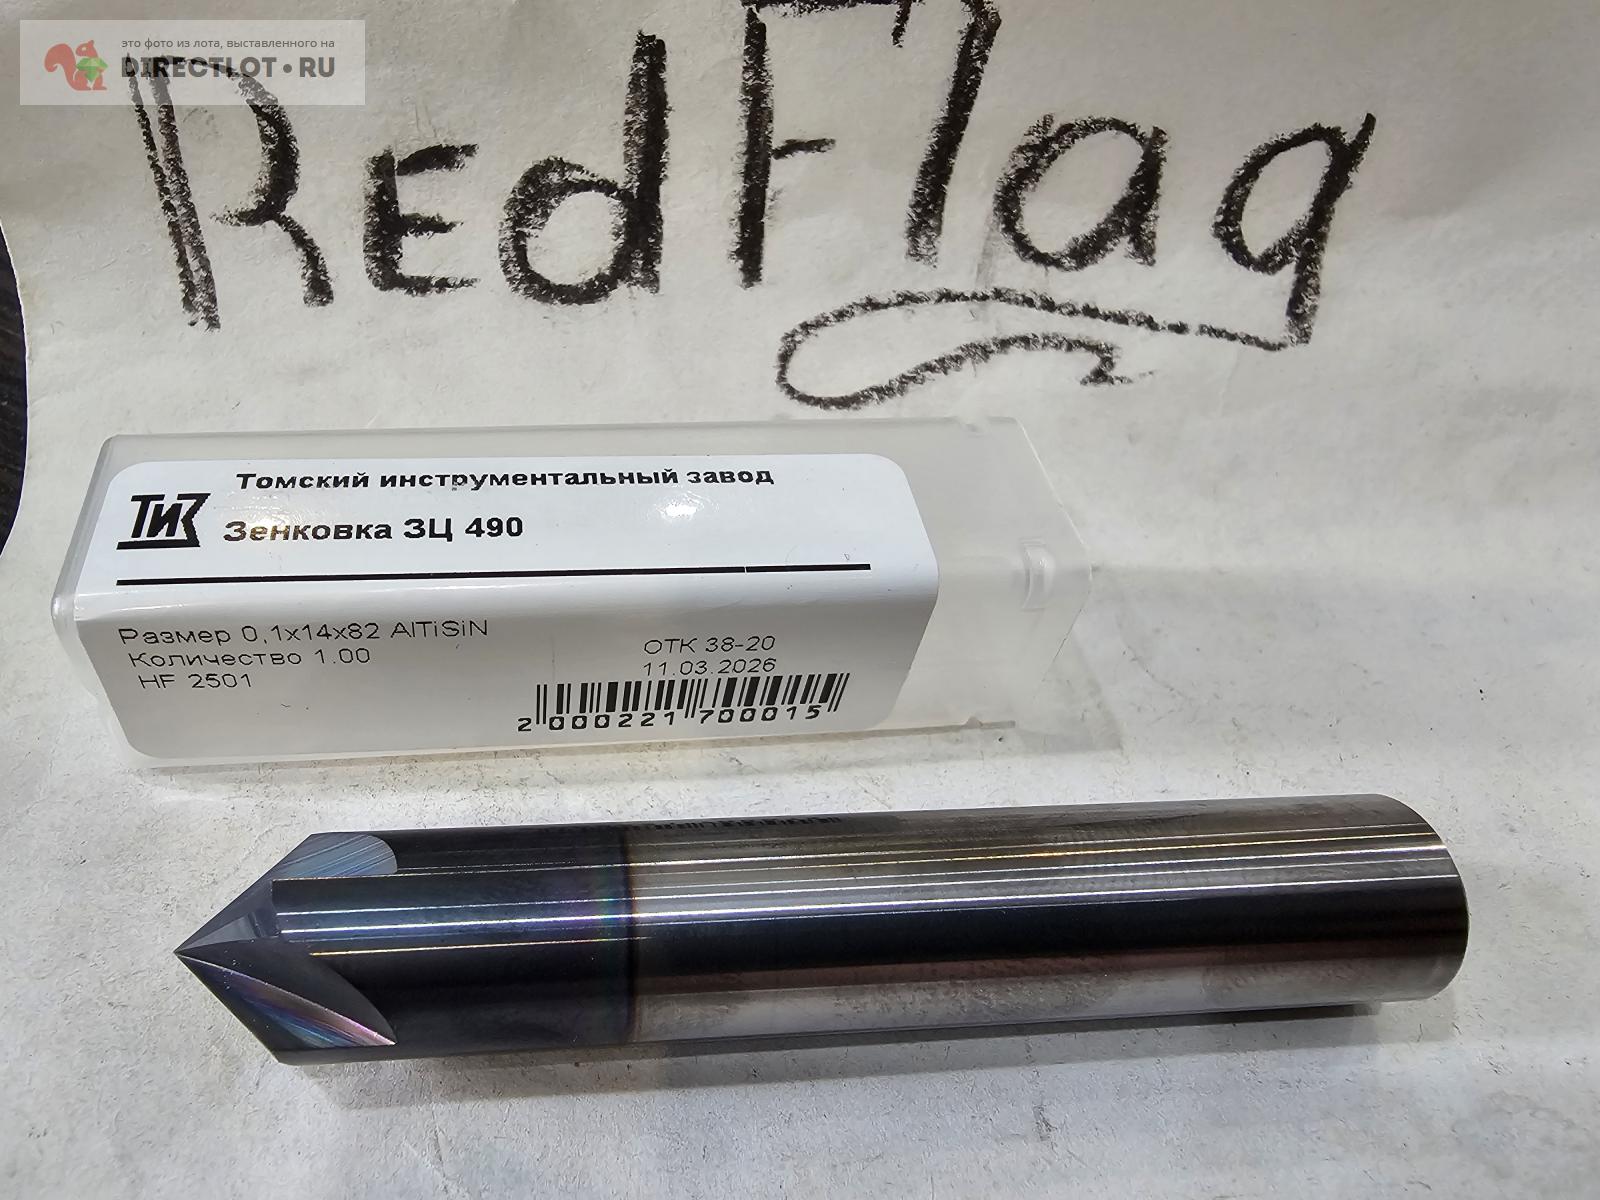 это фото из лота, выставленного на
DIRECTLOT•RU
RedFlag
Томский инструментальный завод
ТИЗ
Зенковка ЗЦ 490
Размер 0,1x14x82 AlTiSiN
Количество 1.00
HF 2501
ОТК 38-20
11.03.2026
2 000221 700015